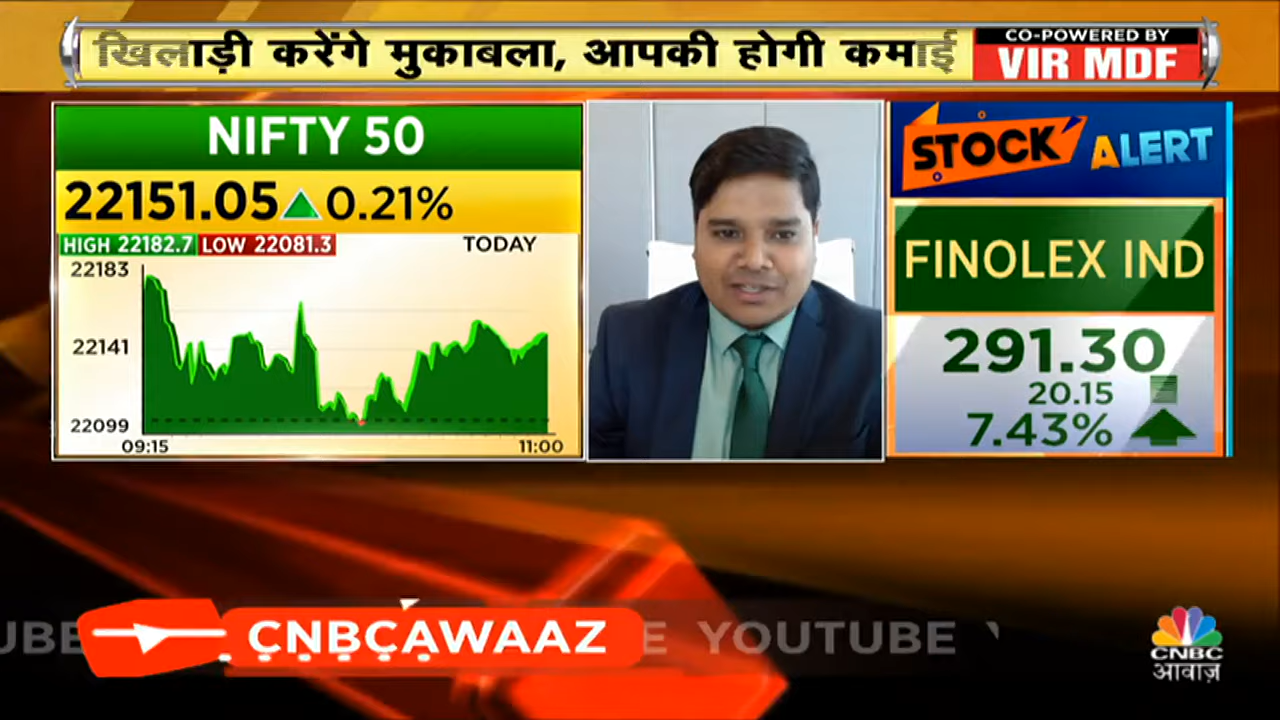 खिलाड़ी करेंगे मुकाबला, आपकी होगी कमाई
CO-POWERED BY
VIR MDF
NIFTY 50
22151.05 0.21%
HIGH 22182.7 LOW 22081.3
TODAY
22183
22141
22099
09:15
11:00
STOCK ALERT
FINOLEX IND
291.30
20.15
7.43%
CNBCAWAAZ
YOUTUBE
CNBC
आवाज़